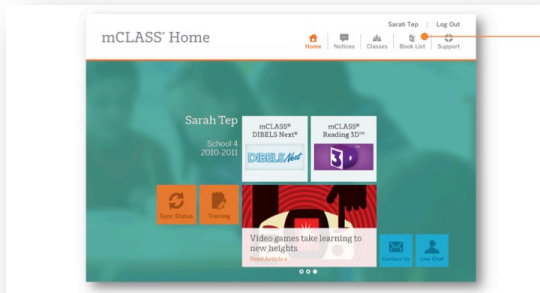 Sarah Tep | Log Out
mCLASS® Home
Home
Notices
Classes
Book List
Support
Sarah Tep
School 4
2010-2011
mCLASS®
DIBELS Next®
DIBELS Next
mCLASS®
Reading 3D™
3D
Sync Status
Training
Video games take learning to
new heights
Read Article »
Contact Us
Live Chat